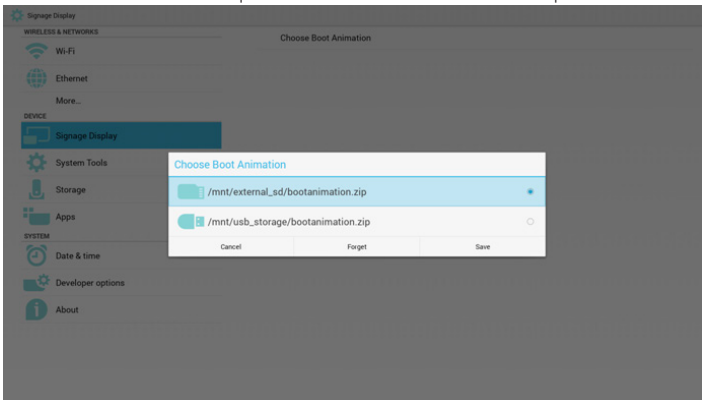 Signage Display
WIRELESS & NETWORKS
Choose Boot Animation
Wi-Fi
Ethernet
More...
DEVICE
Signage Display
System Tools
Storage
Apps
SYSTEM
Date & time
Developer options
About
Choose Boot Animation
/mnt/external_sd/bootanimation.zip
/mnt/usb_storage/bootanimation.zip
Cancel Forget Save